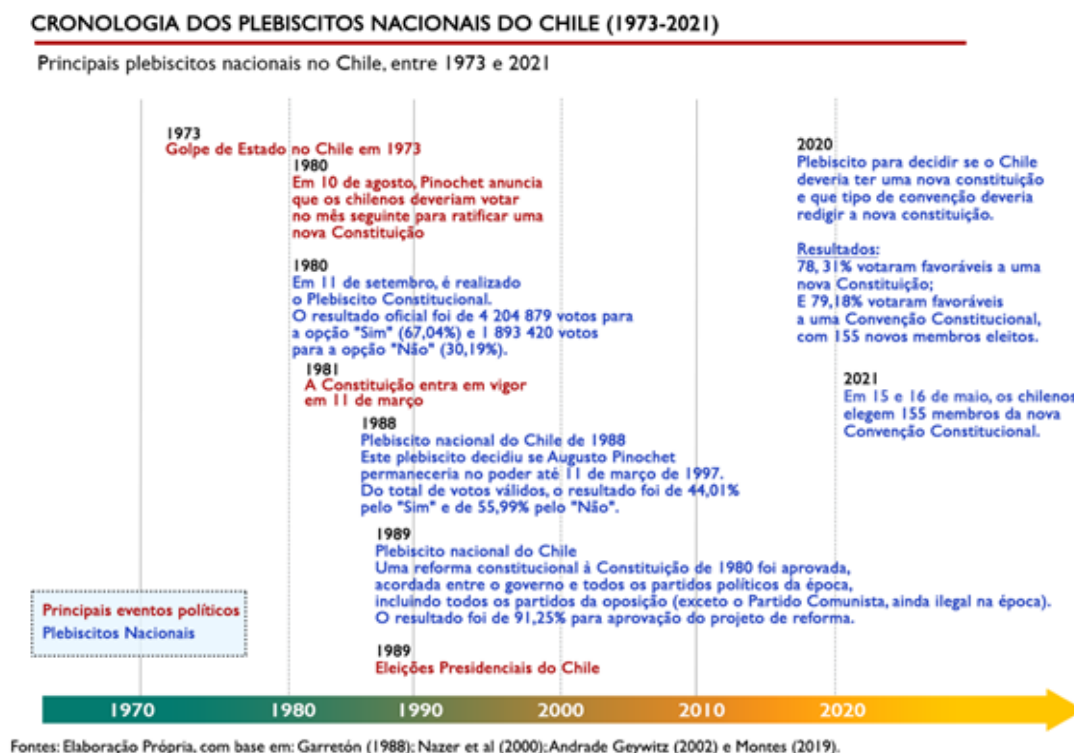 CRONOLOGIA DOS PLEBISCITOS NACIONAIS DO CHILE (1973-2021)
Principais plebiscitos nacionais no Chile, entre 1973 e 2021
1973
Golpe de Estado no Chile em 1973
1980
Em 10 de agosto, Pinochet anuncia
que os chilenos deveriam votar
no mês seguinte para ratificar uma
nova Constituição
1980
Em 11 de setembro, é realizado
o Plebiscito Constitucional.
O resultado oficial foi de 4 204 879 votos para
a opção "Sim" (67,04%) e 1 893 420 votos
para a opção "Não" (30,19%).
1981
A Constituição entra em vigor
em 11 de março
1988
Plebiscito nacional do Chile de 1988
Este plebiscito decidiu se Augusto Pinochet
permaneceria no poder até 11 de março de 1997.
Do total de votos válidos, o resultado foi de 44,01%
pelo "Sim" e de 55,99% pelo "Não".
1989
Plebiscito nacional do Chile
Uma reforma constitucional à Constituição de 1980 foi aprovada,
acordada entre o governo e todos os partidos políticos da época,
incluindo todos os partidos da oposição (exceto o Partido Comunista, ainda ilegal na época).
O resultado foi de 91,25% para aprovação do projeto de reforma.
1989
Eleições Presidenciais do Chile
2020
Plebiscito para decidir se o Chile
deveria ter uma nova constituição
e que tipo de convenção deveria
redigir a nova constituição.
Resultados:
78, 31% votaram favoráveis a uma
nova Constituição;
E 79,18% votaram favoráveis
a uma Convenção Constitucional,
com 155 novos membros eleitos.
2021
Em 15 e 16 de maio, os chilenos
elegem 155 membros da nova
Convenção Constitucional.
Principais eventos políticos
Plebiscitos Nacionais
1970 1980 1990 2000 2010 2020
Fontes: Elaboração Própria, com base em: Garretón (1988); Nazer et al (2000); Andrade Geywitz (2002) e Montes (2019).